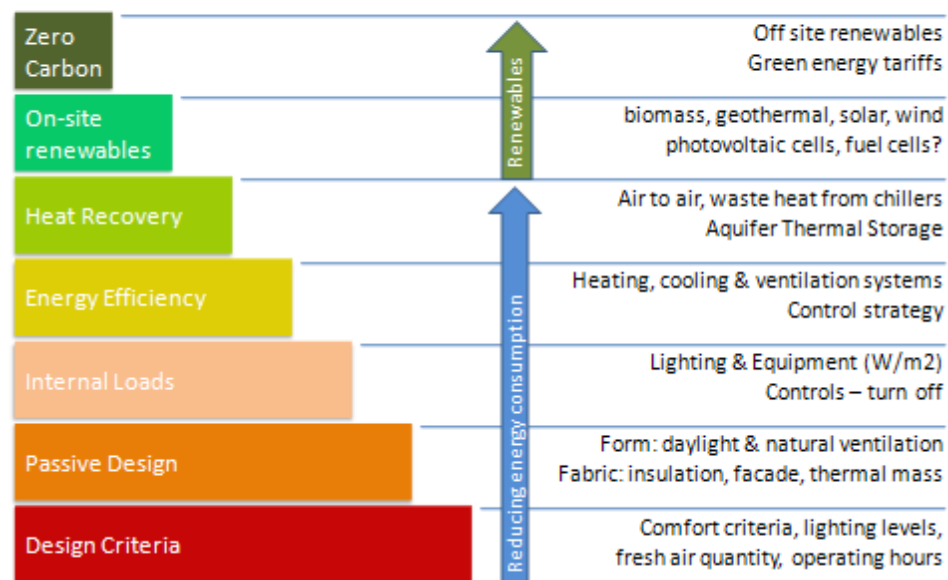 Zero
Carbon
Off site renewables
Green energy tariffs
On-site
renewables
biomass, geothermal, solar, wind
photovoltaic cells, fuel cells?
Renewables
Heat Recovery
Air to air, waste heat from chillers
Aquifer Thermal Storage
Energy Efficiency
Heating, cooling & ventilation systems
Control strategy
Internal Loads
Lighting & Equipment (W/m2)
Controls – turn off
Passive Design
Form: daylight & natural ventilation
Fabric: insulation, facade, thermal mass
Design Criteria
Comfort criteria, lighting levels,
fresh air quantity, operating hours
Reducing energy consumption